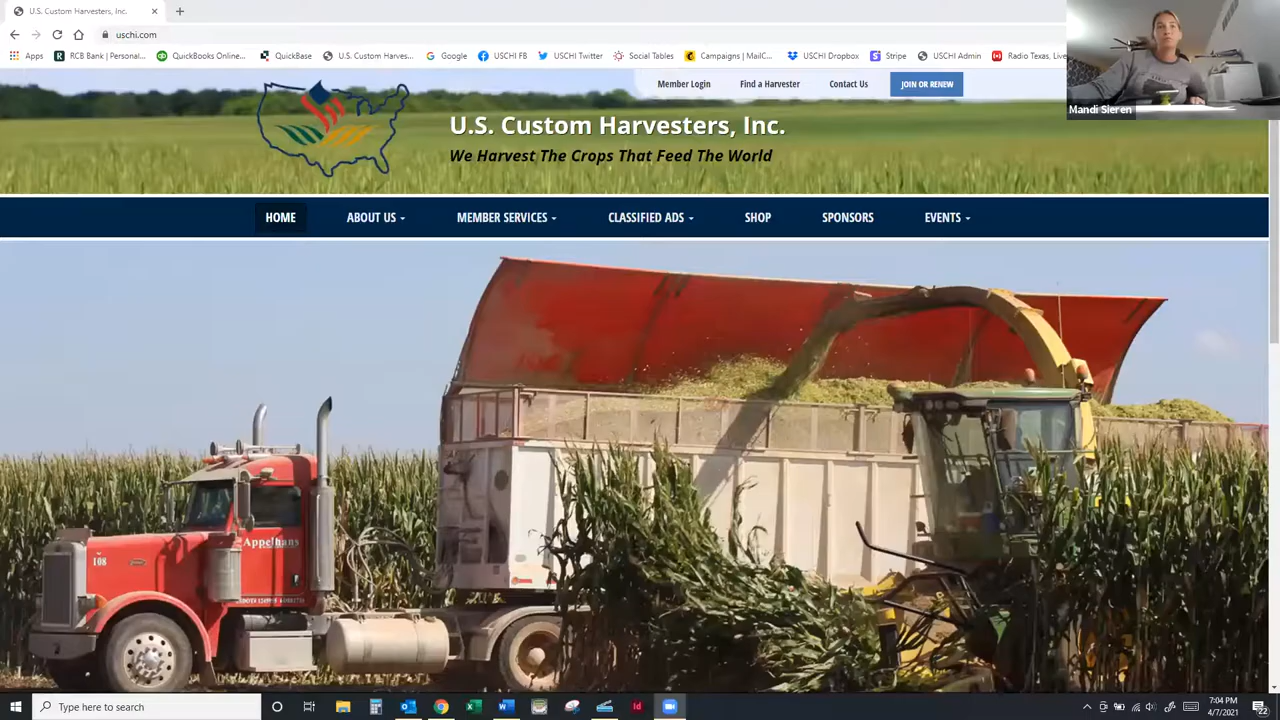 U.S. Custom Harvesters, Inc.
uschi.com
Apps RCB Bank | Personal... QuickBooks Online... QuickBase U.S. Custom Harves... Google USCHI FB USCHI Twitter Social Tables Campaigns | MailC... USCHI Dropbox Stripe USCHI Admin Radio Texas, Live
Mandi Sieren
Member Login Find a Harvester Contact Us JOIN OR RENEW
U.S. Custom Harvesters, Inc.
We Harvest The Crops That Feed The World
HOME ABOUT US MEMBER SERVICES CLASSIFIED ADS SHOP SPONSORS EVENTS
Appelhans
108
Type here to search
7:04 PM
4/7/2021
22